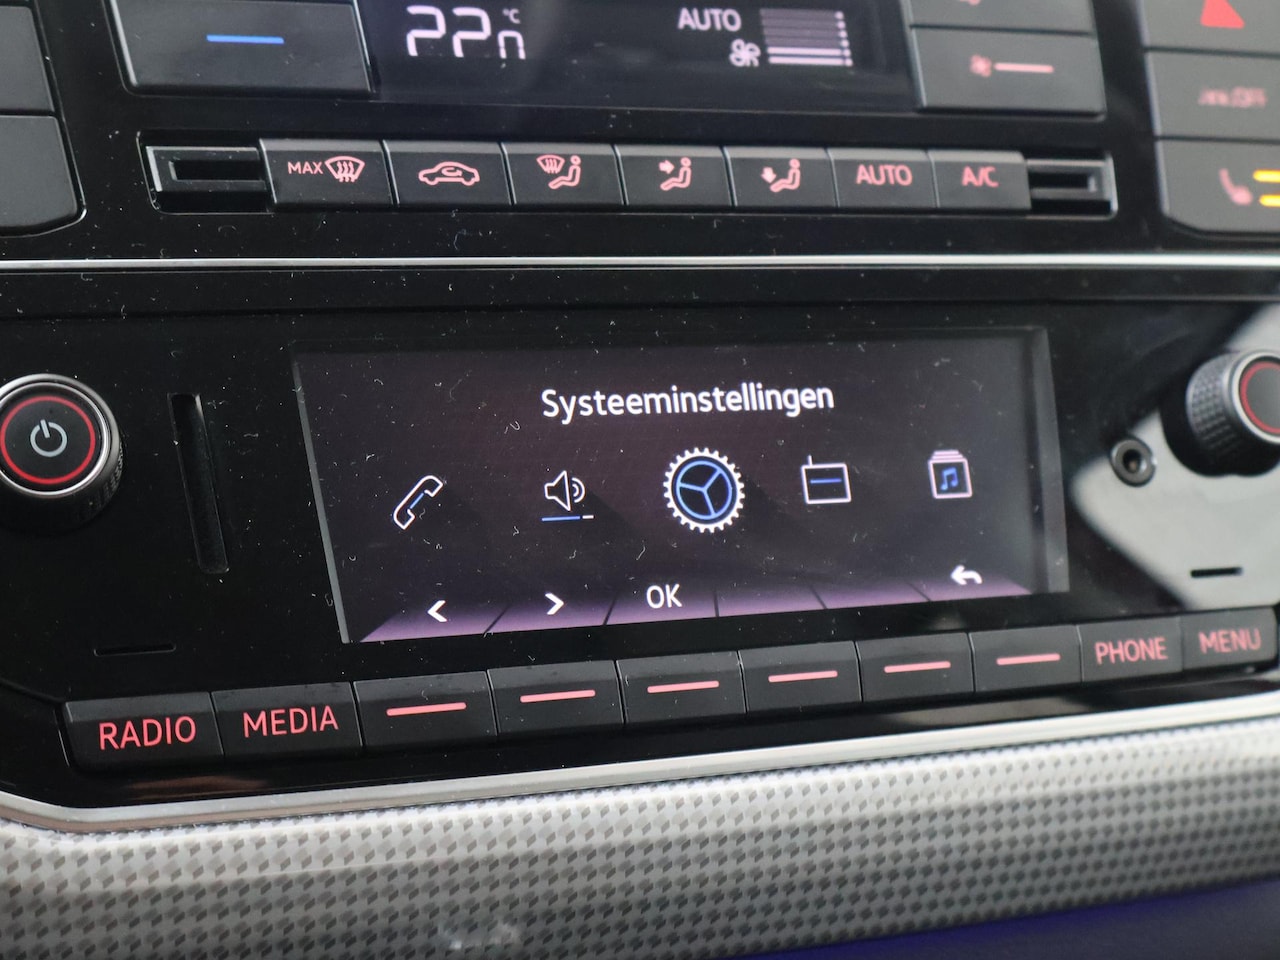 22
°C
AUTO
MAX
AUTO
A/C
Systeeminstellingen
<
>
OK
RADIO
MEDIA
PHONE
MENU